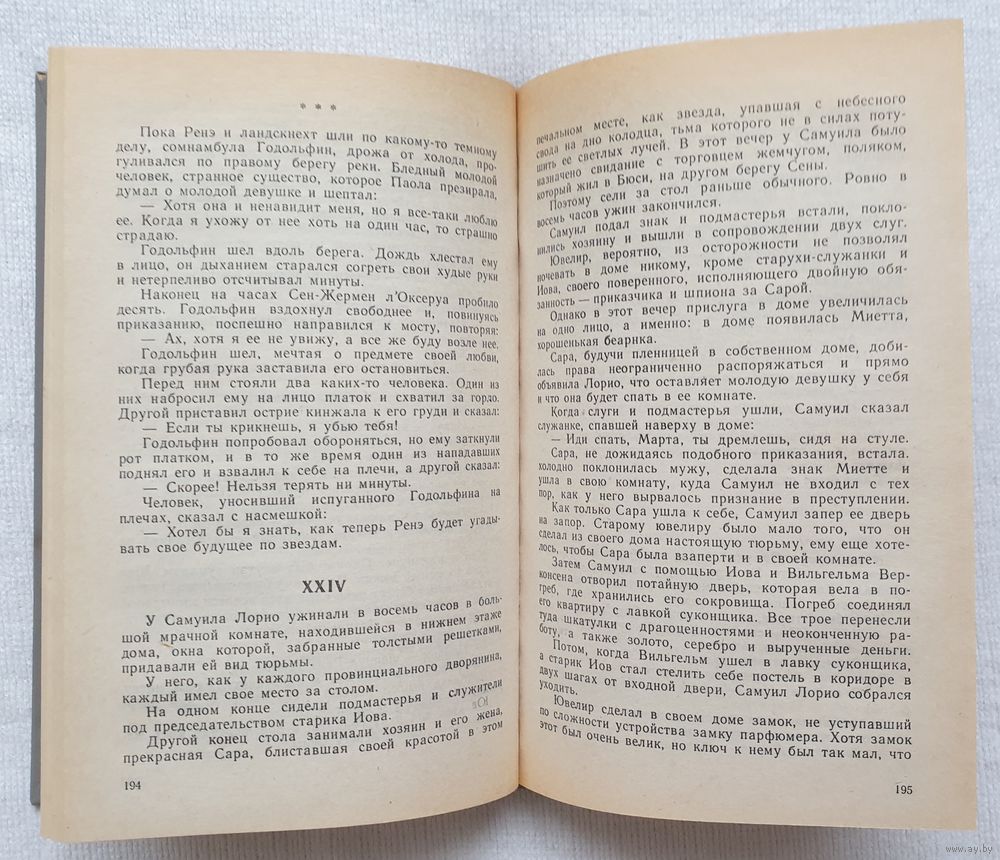 * * *
Пока Ренэ и ландскнехт шли по какому-то темному
делу, сомнамбула Годольфин, дрожа от холода, про-
гуливался по правому берегу реки. Бледный молодой
человек, странное существо, которое Паола презирала,
думал о молодой девушке и шептал:
— Хотя она и ненавидит меня, но я все-таки люблю
ее. Когда я ухожу от нее хоть на один час, то страшно
страдаю.
Годольфин шел вдоль берега. Дождь хлестал ему
в лицо, он дыханием старался согреть свои худые руки
и нетерпеливо отсчитывал минуты.
Наконец на часах Сен-Жермен л'Оксеруа пробило
десять. Годольфин вздохнул свободнее и, повинуясь
приказанию, поспешно направился к мосту, повторяя:
— Ах, хотя я ее не увижу, а все же буду возле нее.
Годольфин шел, мечтая о предмете своей любви,
когда грубая рука заставила его остановиться.
Перед ним стояли два каких-то человека. Один из
них набросил ему на лицо платок и схватил за горло.
Другой приставил острие кинжала к его груди и сказал:
— Если ты крикнешь, я убью тебя!
Годольфин попробовал обороняться, но ему заткнули
рот платком, и в то же время один из нападавших
поднял его и взвалил к себе на плечи, а другой сказал:
— Скорее! Нельзя терять ни минуты.
Человек, уносивший испуганного Годольфина на
плечах, сказал с насмешкой:
— Хотел бы я знать, как теперь Ренэ будет угады-
вать свое будущее по звездам.
XXIV
У Самуила Лорио ужинали в восемь часов в боль-
шой мрачной комнате, находившейся в нижнем этаже
дома, окна которой, забранные толстыми решетками,
придавали ей вид тюрьмы.
У него, как у каждого провинциального дворянина,
каждый имел свое место за столом.
На одном конце сидели подмастерья и служители
под председательством старика Иова.
Другой конец стола занимали хозяин и его жена,
прекрасная Сара, блиставшая своей красотой в этом
194
печальном месте, как звезда, упавшая с небесного
свода на дно колодца, тьма которого не в силах поту-
шить ее светлых лучей. В этот вечер у Самуила было
назначено свидание с торговцем жемчугом, поляком,
который жил в Бюси, на другом берегу Сены.
Поэтому сели за стол раньше обычного. Ровно в
восемь часов ужин закончился.
Самуил подал знак и подмастерья встали, покло-
нились хозяину и вышли в сопровождении двух слуг.
Ювелир, вероятно, из осторожности не позволял
ночевать в доме никому, кроме старухи-служанки и
Иова, своего поверенного, исполняющего двойную обя-
занность — приказчика и шпиона за Сарой.
Однако в этот вечер прислуга в доме увеличилась
на одно лицо, а именно: в доме появилась Миетта,
хорошенькая беарнка.
Сара, будучи пленницей в собственном доме, доби-
лась права неограниченно распоряжаться и прямо
объявила Лорио, что оставляет молодую девушку у себя
и что она будет спать в ее комнате.
Когда слуги и подмастерья ушли, Самуил сказал
служанке, спавшей наверху в доме:
— Иди спать, Марта, ты дремлешь, сидя на стуле.
Сара, не дожидаясь подобного приказания, встала.
холодно поклонилась мужу, сделала знак Миетте и
ушла в свою комнату, куда Самуил не входил с тех
пор, как у него вырвалось признание в преступлении.
Как только Сара ушла к себе, Самуил запер ее дверь
на запор. Старому ювелиру было мало того, что он
сделал из своего дома настоящую тюрьму, ему еще хоте-
лось, чтобы Сара была взаперти и в своей комнате.
Затем Самуил с помощью Иова и Вильгельма Вер-
консена отворил потайную дверь, которая вела в по-
греб, где хранились его сокровища. Погреб соединял
его квартиру с лавкой суконщика. Все трое перенесли
туда шкатулки с драгоценностями и неоконченную ра-
боту, а также золото, серебро и вырученные деньги.
Потом, когда Вильгельм ушел в лавку суконщика,
а старик Иов стал стелить себе постель в коридоре в
двух шагах от входной двери, Самуил Лорио собрался
уходить.
Ювелир сделал в своем доме замок, не уступавший
по сложности устройства замку парфюмера. Хотя замок
этот был очень велик, но ключ к нему был так мал, что
195
www.ay.by